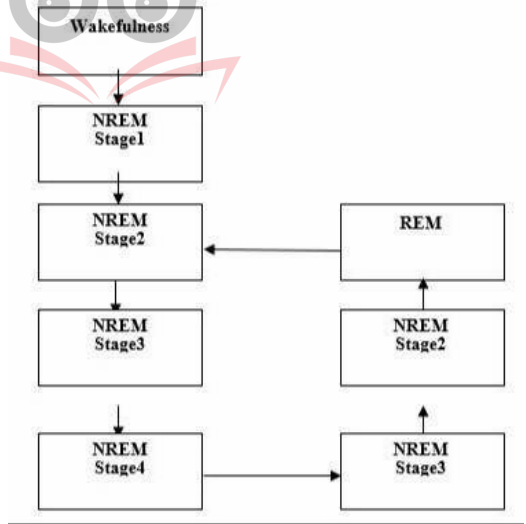 Wakefulness
NREM
Stage1
NREM
Stage2
REM
NREM
Stage3
NREM
Stage2
NREM
Stage4
NREM
Stage3